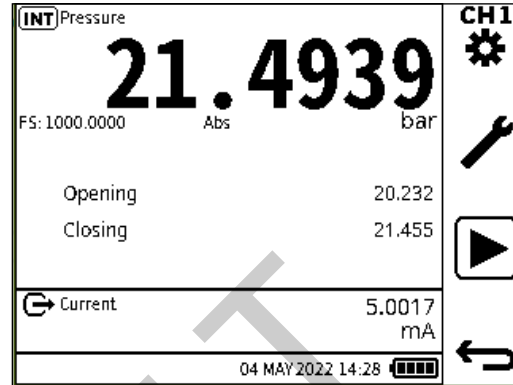 INT Pressure
CH1
21.4939
FS: 1000.0000 Abs bar
Opening 20.232
Closing 21.455
Current 5.0017
mA
04 MAY 2022 14:28